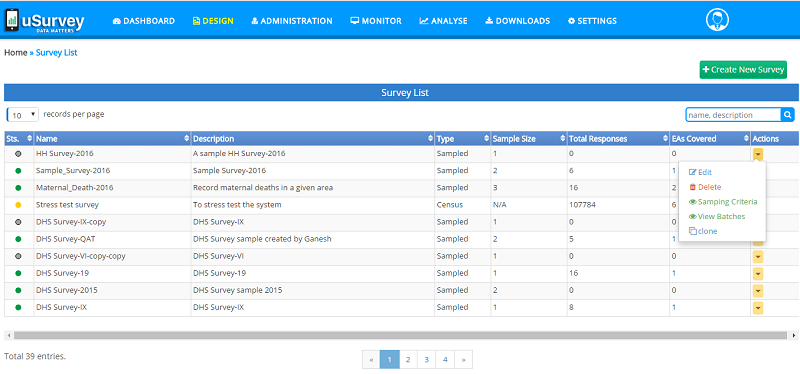 uSurvey
DATA MATTERS
DASHBOARD DESIGN ADMINISTRATION MONITOR ANALYSE DOWNLOADS SETTINGS
Home » Survey List
+ Create New Survey
Survey List
10 records per page
name, description
Sts. Name Description Type Sample Size Total Responses EAs Covered Actions
HH Survey-2016 A sample HH Survey-2016 Sampled 1 0 0
Sample_Survey-2016 Sample Survey-2016 Sampled 2 6 1
Maternal_Death-2016 Record maternal deaths in a given area Sampled 3 16 2
Stress test survey To stress test the system Census N/A 107784 6
DHS Survey-IX-copy DHS Survey-IX Sampled 1 0 0
DHS Survey-QAT DHS Survey sample created by Ganesh Sampled 2 5 1
DHS Survey-VI-copy-copy DHS Survey-VI Sampled 1 0 0
DHS Survey-19 DHS Survey-19 Sampled 1 16 1
DHS Survey-2015 DHS Survey sample 2015 Sampled 2 0 0
DHS Survey-IX DHS Survey-IX Sampled 1 8 1
Edit
Delete
Samping Criteria
View Batches
clone
Total 39 entries.
« 1 2 3 4 »